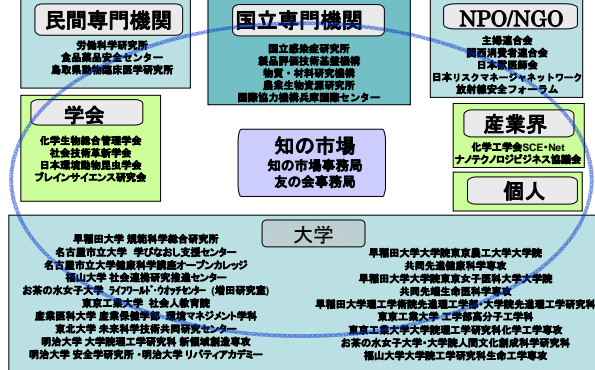 民間専門機関
労働科学研究所
食品薬品安全センター
鳥取県動物臨床医学研究所
国立専門機関
国立感染症研究所
製品評価技術基盤機構
物質・材料研究機構
農業生物資源研究所
国際協力機構兵庫国際センター
NPO/NGO
主婦連合会
関西消費者連合会
日本獣医師会
日本リスクマネージャネットワーク
放射線安全フォーラム
学会
化学生物総合管理学会
社会技術革新学会
日本環境動物昆虫学会
ブレインサイエンス研究会
知の市場
知の市場事務局
友の会事務局
産業界
化学工学会SCE・Net
ナノテクノロジビジネス協議会
個人
大学
早稲田大学 規範科学総合研究所
名古屋市立大学 学びなおし支援センター
名古屋市立大学健康科学講座オープンカレッジ
福山大学 社会連携研究推進センター
お茶の水女子大学 ライフワールド・ウオッチセンター (増田研究室)
東京工業大学 社会人教育院
産業医科大学 産業保健学部 環境マネジメント学科
東北大学 未来科学技術共同研究センター
明治大学 大学院理工学研究科 新領域創造専攻
明治大学 安全学研究所・明治大学 リバティアカデミー
早稲田大学大学院東京農工大学大学院
共同先進健康科学専攻
早稲田大学大学院東京女子医科大学大学院
共同先端生命医科学専攻
早稲田大学理工学術院先進理工学部・大学院先進理工学研究科
東京工業大学 工学部高分子工学科
東京工業大学大学院理工学研究科化学工学専攻
お茶の水女子大学・大学院人間文化創成科学研究科
福山大学大学院工学研究科生命工学専攻